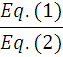 Eq. (1)
Eq. (2)